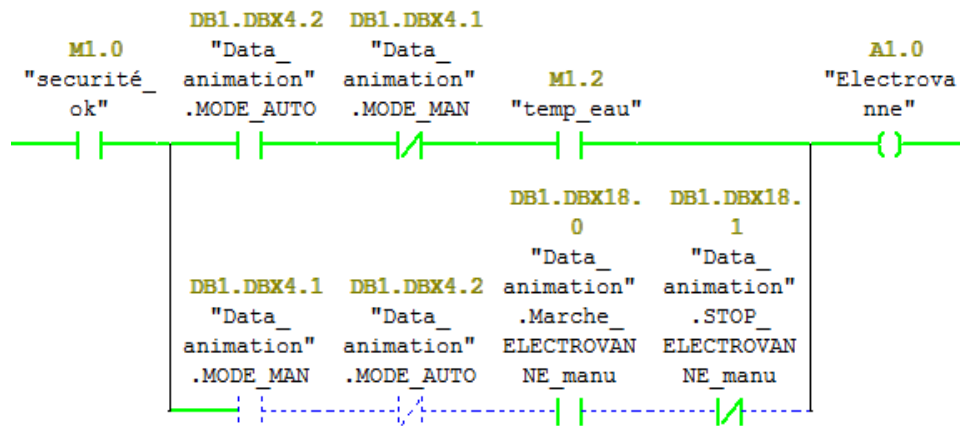 DB1.DBX4.2 DB1.DBX4.1
M1.0 "Data_ "Data_ A1.0
"securité_ animation" animation" M1.2 "Electrova
ok" .MODE_AUTO .MODE_MAN "temp_eau" nne"
DB1.DBX18. DB1.DBX18.
0 1
"Data_ "Data_
DB1.DBX4.1 DB1.DBX4.2 animation" animation"
"Data_ "Data_ .Marche_ .STOP_
animation" animation" ELECTROVAN ELECTROVAN
.MODE_MAN .MODE_AUTO NE_manu NE_manu